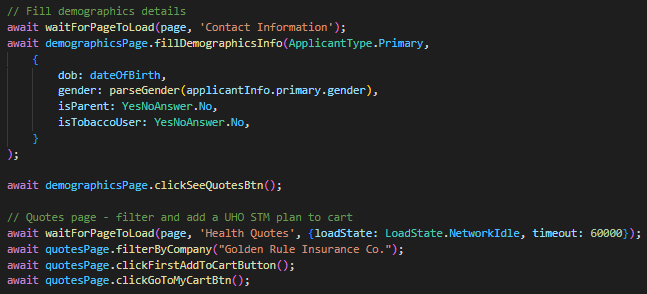 // Fill demographics details
await waitForPageToLoad(page, 'Contact Information');
await demographicsPage.fillDemographicsInfo(ApplicantType.Primary,
    {
        dob: dateOfBirth,
        gender: parseGender(applicantInfo.primary.gender),
        isParent: YesNoAnswer.No,
        isTobaccoUser: YesNoAnswer.No,
    }
);

await demographicsPage.clickSeeQuotesBtn();

// Quotes page - filter and add a UHO STM plan to cart
await waitForPageToLoad(page, 'Health Quotes', {loadState: LoadState.NetworkIdle, timeout: 60000});
await quotesPage.filterByCompany("Golden Rule Insurance Co.");
await quotesPage.clickFirstAddToCartButton();
await quotesPage.clickGoToMyCartBtn();